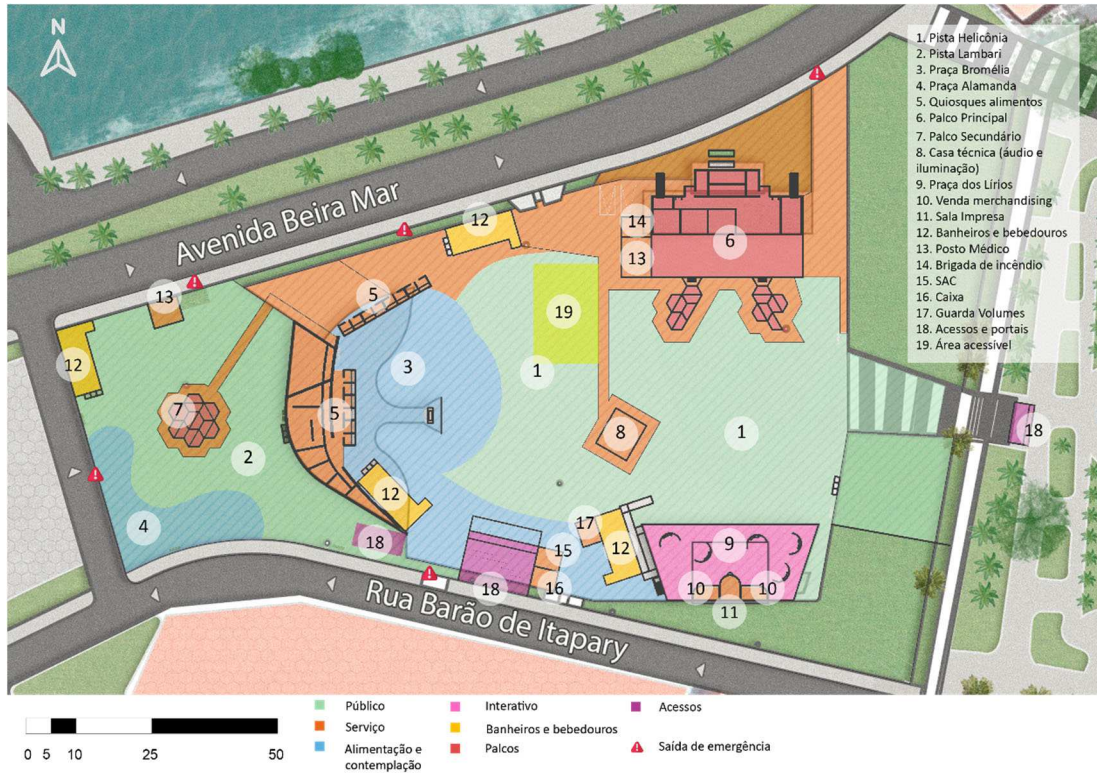 N
1. Pista Helicônia
2. Pista Lambari
3. Praça Bromélia
4. Praça Alamanda
5. Quiosques alimentos
6. Palco Principal
7. Palco Secundário
8. Casa técnica (áudio e
iluminação)
9. Praça dos Lírios
10. Venda merchandising
11. Sala Impresa
12. Banheiros e bebedouros
13. Posto Médico
14. Brigada de incêndio
15. SAC
16. Caixa
17. Guarda Volumes
18. Acessos e portais
19. Área acessível
Avenida Beira Mar
12
14
6
13
5
13
19
12
3
1
7
5
8
1
18
2
12
4
17
18
15
12
9
18
16
10
10
11
Rua Barão de Itapary
0 5 10 25 50
Público
Serviço
Alimentação e
contemplação
Interativo
Banheiros e bebedouros
Palcos
Acessos
Saída de emergência